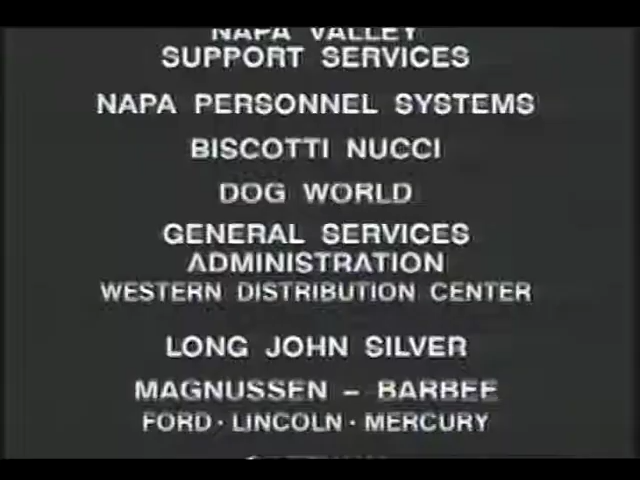 NAPA VALLEY
SUPPORT SERVICES
NAPA PERSONNEL SYSTEMS
BISCOTTI NUCCI
DOG WORLD
GENERAL SERVICES
ADMINISTRATION
WESTERN DISTRIBUTION CENTER
LONG JOHN SILVER
MAGNUSSEN – BARBEE
FORD · LINCOLN · MERCURY